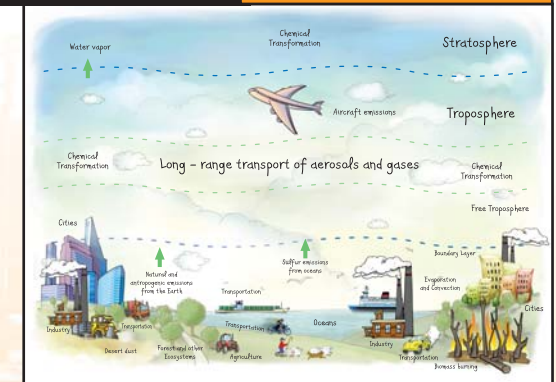 Water vapor
Chemical
Transformation
Stratosphere
Aircraft emissions
Troposphere
Chemical
Transformation
Long - range transport of aerosols and gases
Chemical
Transformation
Free Troposphere
Cities
Boundary Layer
Natural and
antropogenic emissions
from the Earth
Sulfur emissions
from oceans
Evaporation
and Convection
Transportation
Cities
Industry
Transportation
Transportation
Oceans
Industry
Desert dust
Forest and other
Ecosystems
Agriculture
Transportation
Biomass burning